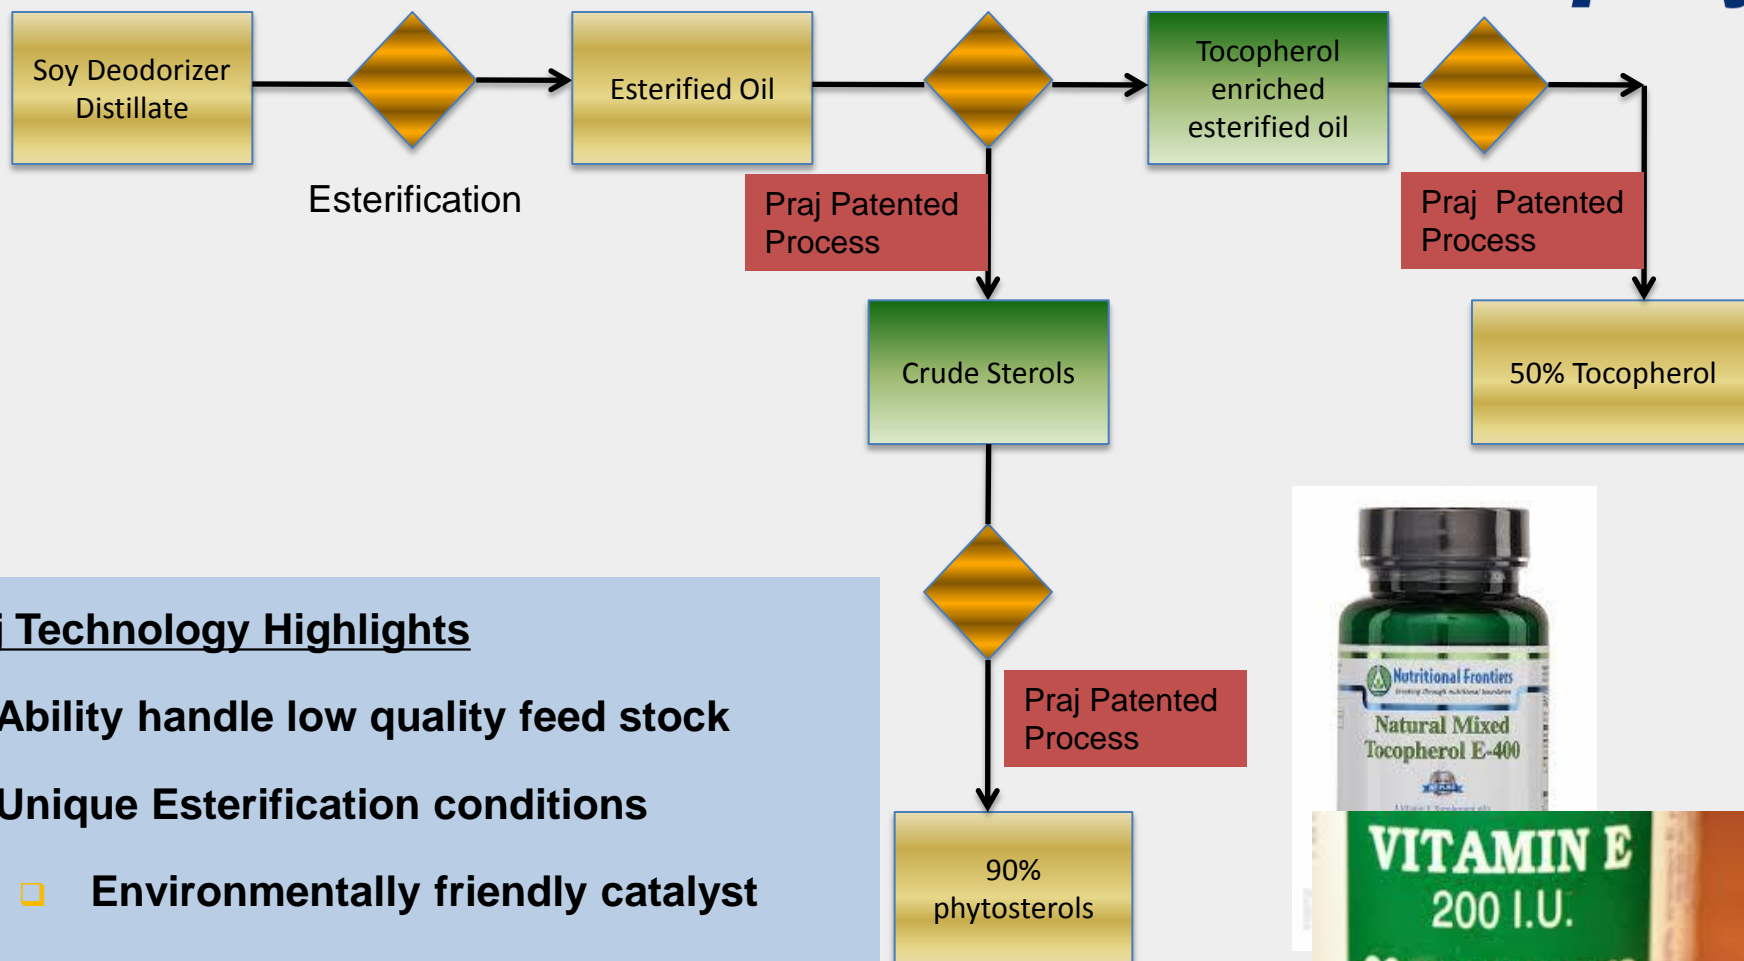 Soy Deodorizer
Distillate
Esterification
Esterified Oil
Praj Patented
Process
Tocopherol
enriched
esterified oil
Praj Patented
Process
50% Tocopherol
Crude Sterols
Praj Patented
Process
90%
phytosterols
Technology Highlights
Ability handle low quality feed stock
Unique Esterification conditions
Environmentally friendly catalyst
Nutritional Frontiers
Natural Mixed
Tocopherol E-400
VITAMIN E
200 I.U.